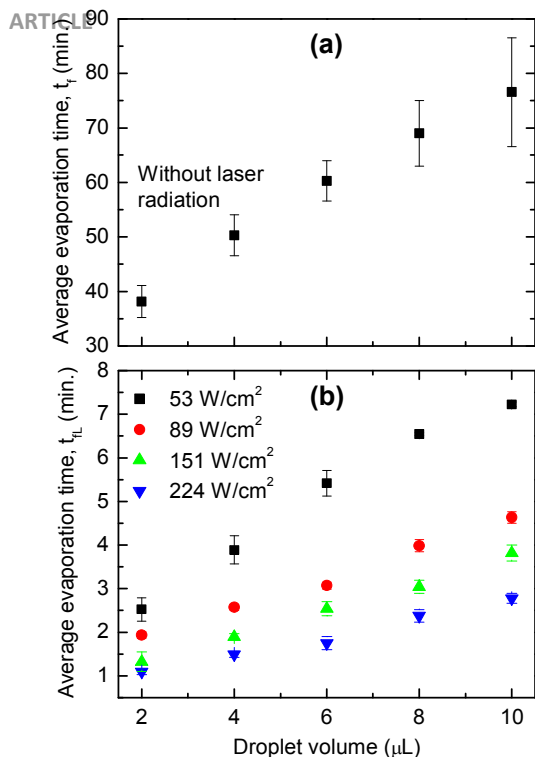 ARTICLE
90
(a)
80
70
Without laser
radiation
60
50
40
30
Average evaporation time, t_f (min.)
8
(b)
53 W/cm²
7
89 W/cm²
6
151 W/cm²
5
224 W/cm²
4
3
2
1
Average evaporation time, t_fL (min.)
2 4 6 8 10
Droplet volume (μL)